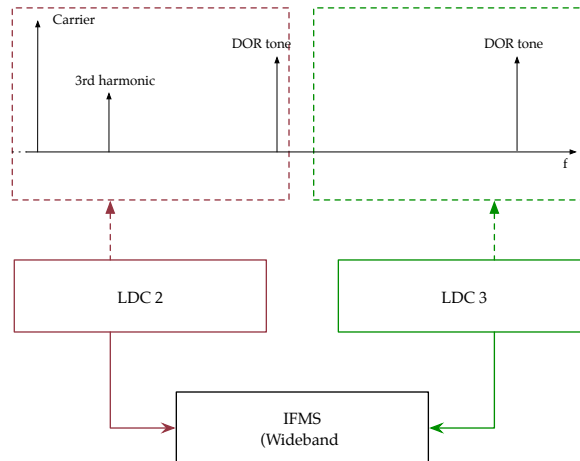 Carrier
DOR tone
DOR tone
3rd harmonic
f
LDC 2
LDC 3
IFMS
(Wideband